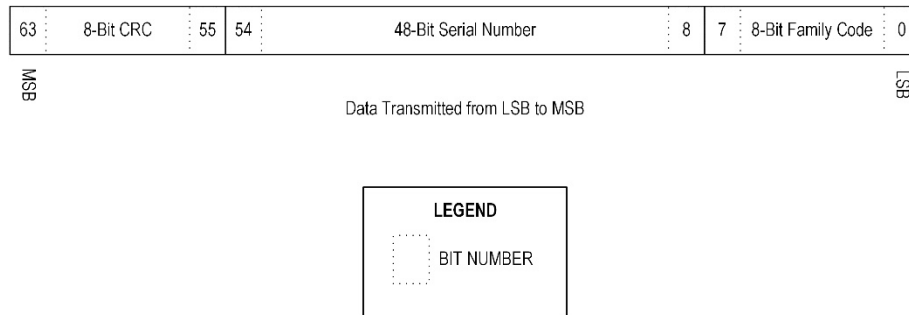 63 8-Bit CRC 55 54 48-Bit Serial Number 8 7 8-Bit Family Code 0
MSB LSB
Data Transmitted from LSB to MSB
LEGEND
BIT NUMBER